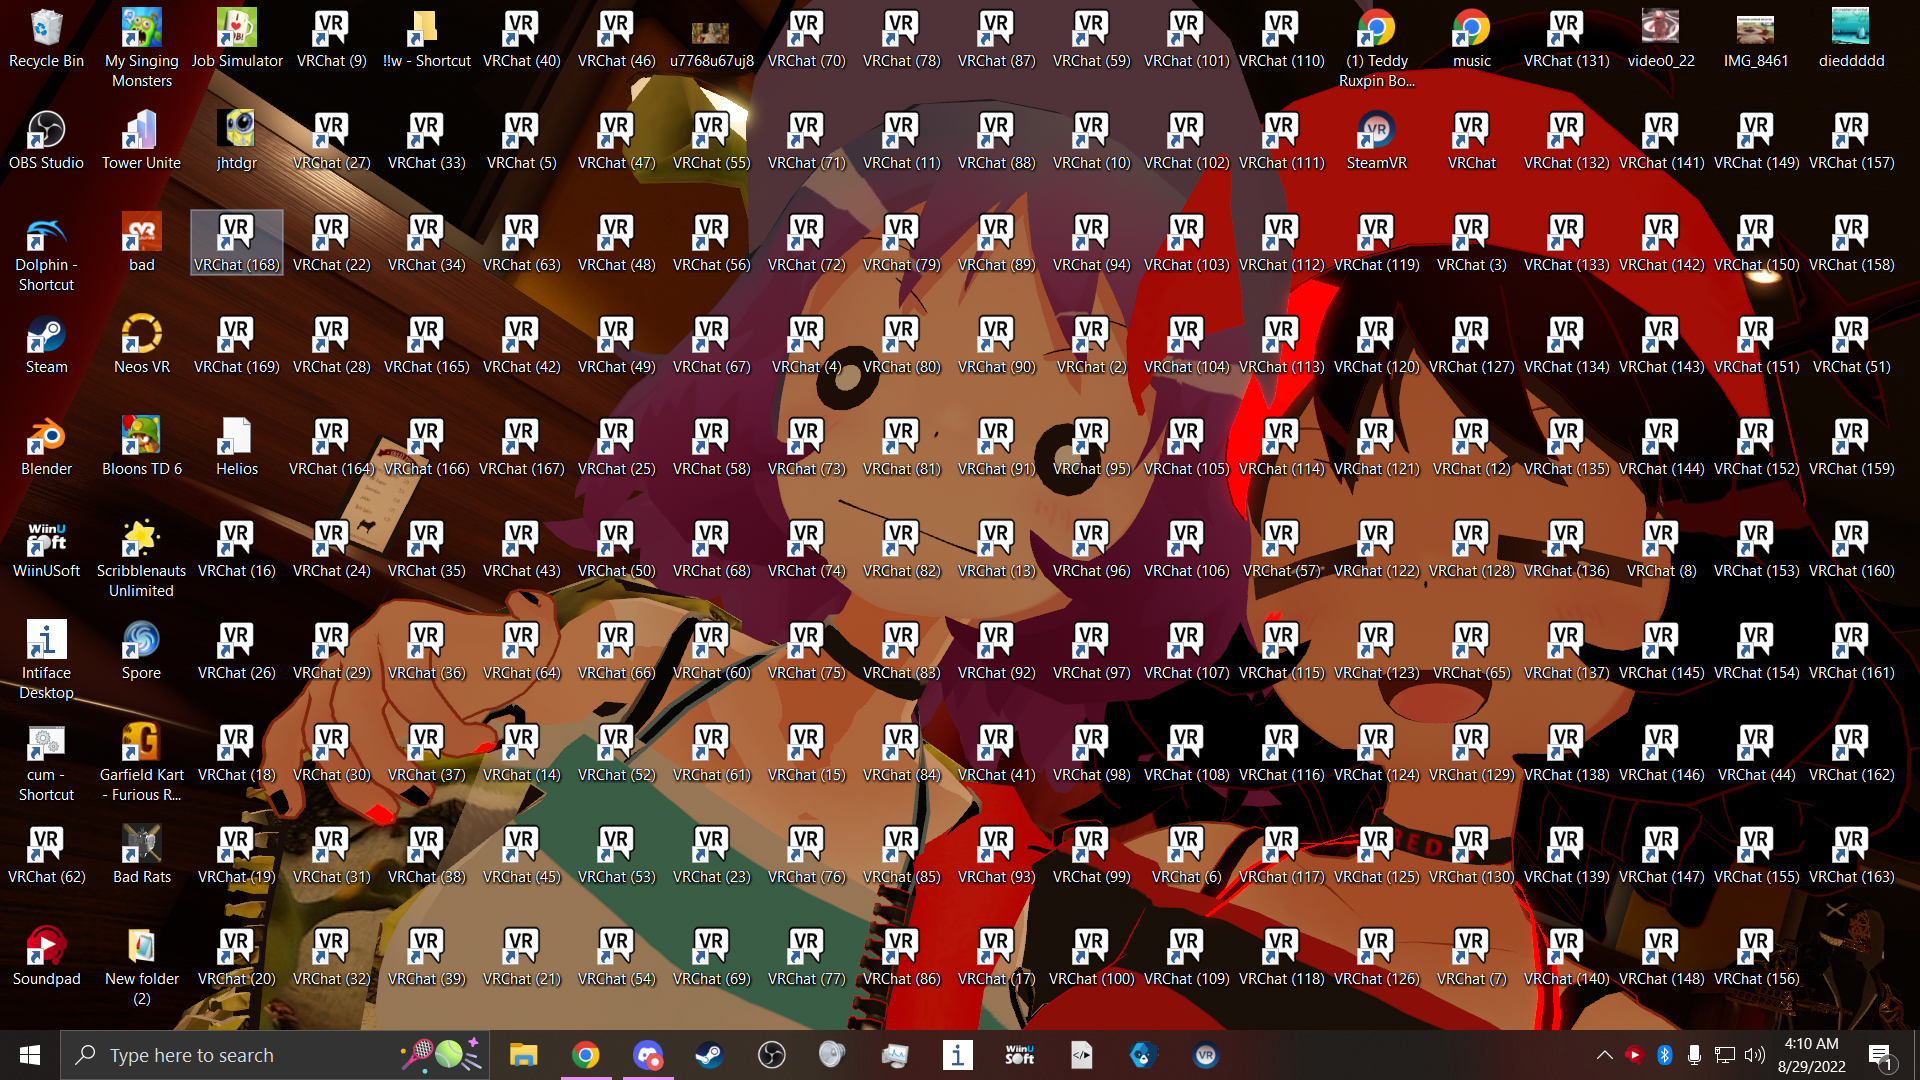 Recycle Bin
My Singing
Monsters
Job Simulator
VRChat (9)
!!w - Shortcut
VRChat (40)
VRChat (46)
u7768u67uj8
VRChat (70)
VRChat (78)
VRChat (87)
VRChat (59)
VRChat (101)
VRChat (110)
(1) Teddy
Ruxpin Bo...
music
VRChat (131)
video0_22
IMG_8461
dieddddd
OBS Studio
Tower Unite
jhtdgr
VRChat (27)
VRChat (33)
VRChat (5)
VRChat (47)
VRChat (55)
VRChat (71)
VRChat (11)
VRChat (88)
VRChat (10)
VRChat (102)
VRChat (111)
SteamVR
VRChat
VRChat (132)
VRChat (141)
VRChat (149)
VRChat (157)
Dolphin -
Shortcut
bad
VRChat (168)
VRChat (22)
VRChat (34)
VRChat (63)
VRChat (48)
VRChat (56)
VRChat (72)
VRChat (79)
VRChat (89)
VRChat (94)
VRChat (103)
VRChat (112)
VRChat (119)
VRChat (3)
VRChat (133)
VRChat (142)
VRChat (150)
VRChat (158)
Steam
Neos VR
VRChat (169)
VRChat (28)
VRChat (165)
VRChat (42)
VRChat (49)
VRChat (67)
VRChat (4)
VRChat (80)
VRChat (90)
VRChat (2)
VRChat (104)
VRChat (113)
VRChat (120)
VRChat (127)
VRChat (134)
VRChat (143)
VRChat (151)
VRChat (51)
Blender
Bloons TD 6
Helios
VRChat (164)
VRChat (166)
VRChat (167)
VRChat (25)
VRChat (58)
VRChat (73)
VRChat (81)
VRChat (91)
VRChat (95)
VRChat (105)
VRChat (114)
VRChat (121)
VRChat (12)
VRChat (135)
VRChat (144)
VRChat (152)
VRChat (159)
WiinUSoft
Scribblenauts
Unlimited
VRChat (16)
VRChat (24)
VRChat (35)
VRChat (43)
VRChat (50)
VRChat (68)
VRChat (74)
VRChat (82)
VRChat (13)
VRChat (96)
VRChat (106)
VRChat (57)
VRChat (122)
VRChat (128)
VRChat (136)
VRChat (8)
VRChat (153)
VRChat (160)
Intiface
Desktop
Spore
VRChat (26)
VRChat (29)
VRChat (36)
VRChat (64)
VRChat (66)
VRChat (60)
VRChat (75)
VRChat (83)
VRChat (92)
VRChat (97)
VRChat (107)
VRChat (115)
VRChat (123)
VRChat (65)
VRChat (137)
VRChat (145)
VRChat (154)
VRChat (161)
cum -
Shortcut
Garfield Kart
- Furious R...
VRChat (18)
VRChat (30)
VRChat (37)
VRChat (14)
VRChat (52)
VRChat (61)
VRChat (15)
VRChat (84)
VRChat (41)
VRChat (98)
VRChat (108)
VRChat (116)
VRChat (124)
VRChat (129)
VRChat (138)
VRChat (146)
VRChat (44)
VRChat (162)
VRChat (62)
Bad Rats
VRChat (19)
VRChat (31)
VRChat (38)
VRChat (45)
VRChat (53)
VRChat (23)
VRChat (76)
VRChat (85)
VRChat (93)
VRChat (99)
VRChat (6)
VRChat (117)
VRChat (125)
VRChat (130)
VRChat (139)
VRChat (147)
VRChat (155)
VRChat (163)
RED
Soundpad
New folder
(2)
VRChat (20)
VRChat (32)
VRChat (39)
VRChat (21)
VRChat (54)
VRChat (69)
VRChat (77)
VRChat (86)
VRChat (17)
VRChat (100)
VRChat (109)
VRChat (118)
VRChat (126)
VRChat (7)
VRChat (140)
VRChat (148)
VRChat (156)
Type here to search
WiinU
Soft
VR
4:10 AM
8/29/2022
1